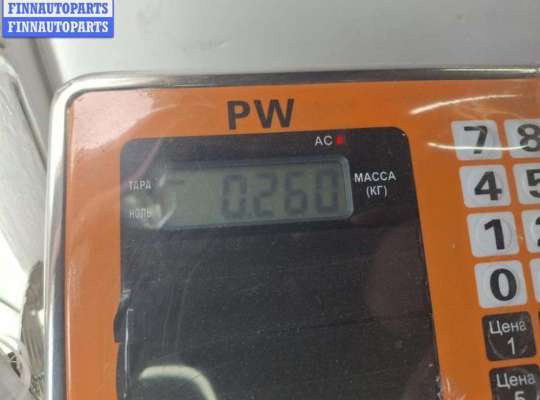 FINNAUTOPARTS
FINNAUTOPARTS
PW
AC
7 8
ТАРА 0.260 МАССА
НОЛЬ (КГ)
4 5
1 2
0
Цена
1
Цена
5